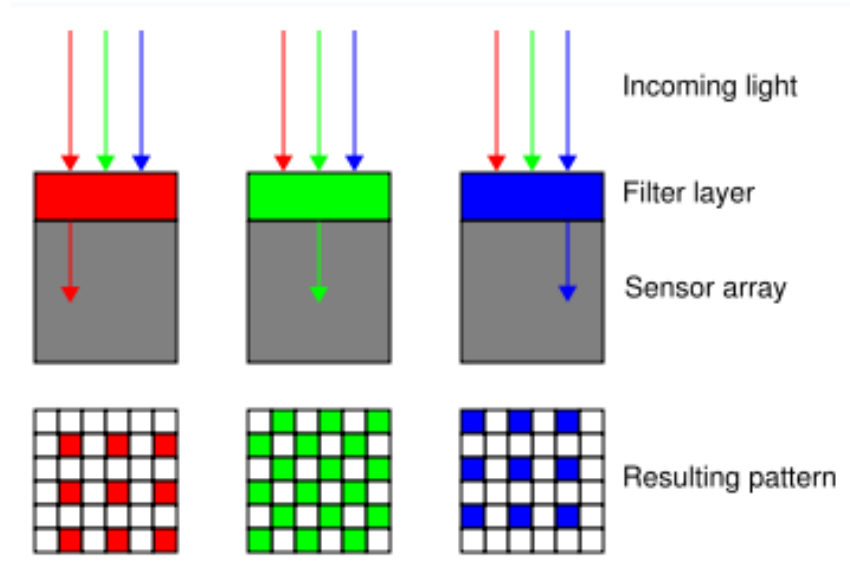 Incoming light
Filter layer
Sensor array
Resulting pattern